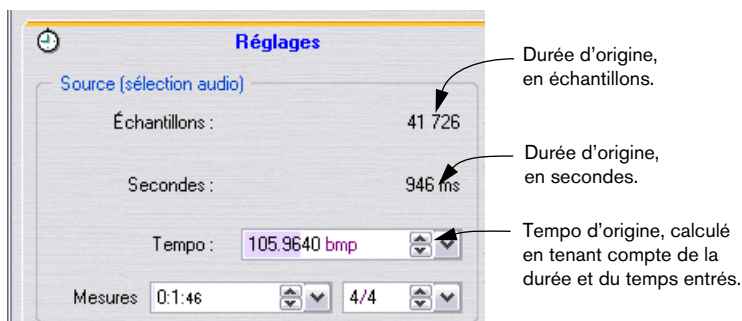 Réglages
Source (sélection audio)
Échantillons : 41 726
Secondes : 946 ms
Tempo : 105.9640 bmp
Mesures 0:1:46 4/4
Durée d'origine,
en échantillons.
Durée d'origine,
en secondes.
Tempo d'origine, calculé
en tenant compte de la
durée et du temps entrés.